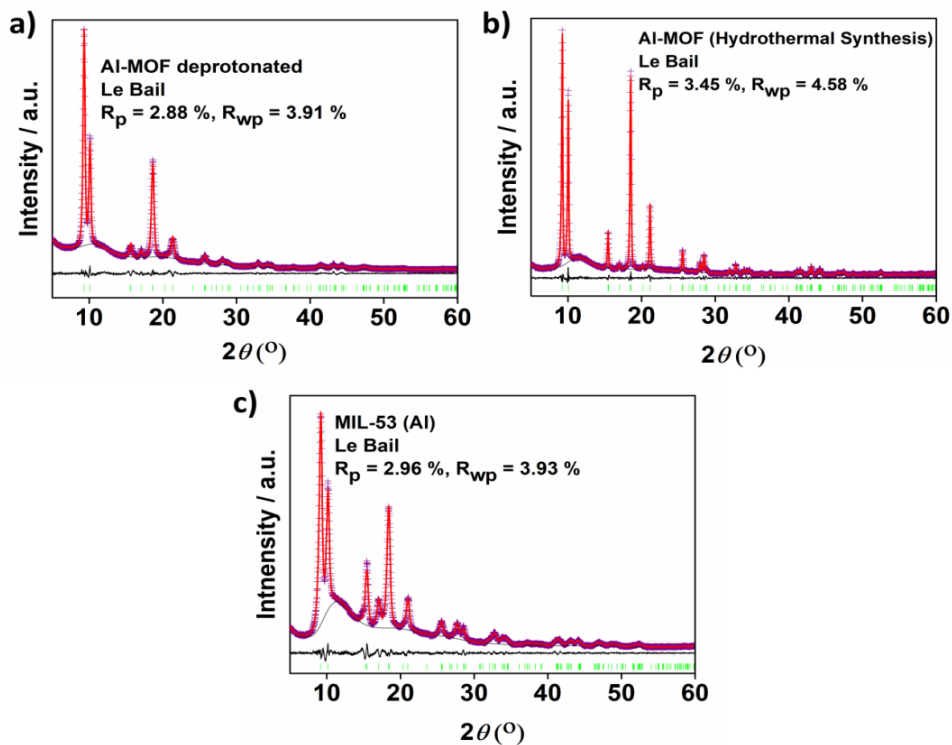 a)
Al-MOF deprotonated
Le Bail
Rp = 2.88 %, Rwp = 3.91 %
Intensity / a.u.
10 20 30 40 50 60
2θ (O)
b)
Al-MOF (Hydrothermal Synthesis)
Le Bail
Rp = 3.45 %, Rwp = 4.58 %
Intensity / a.u.
10 20 30 40 50 60
2θ (O)
c)
MIL-53 (Al)
Le Bail
Rp = 2.96 %, Rwp = 3.93 %
Intnensity / a.u.
10 20 30 40 50 60
2θ (O)